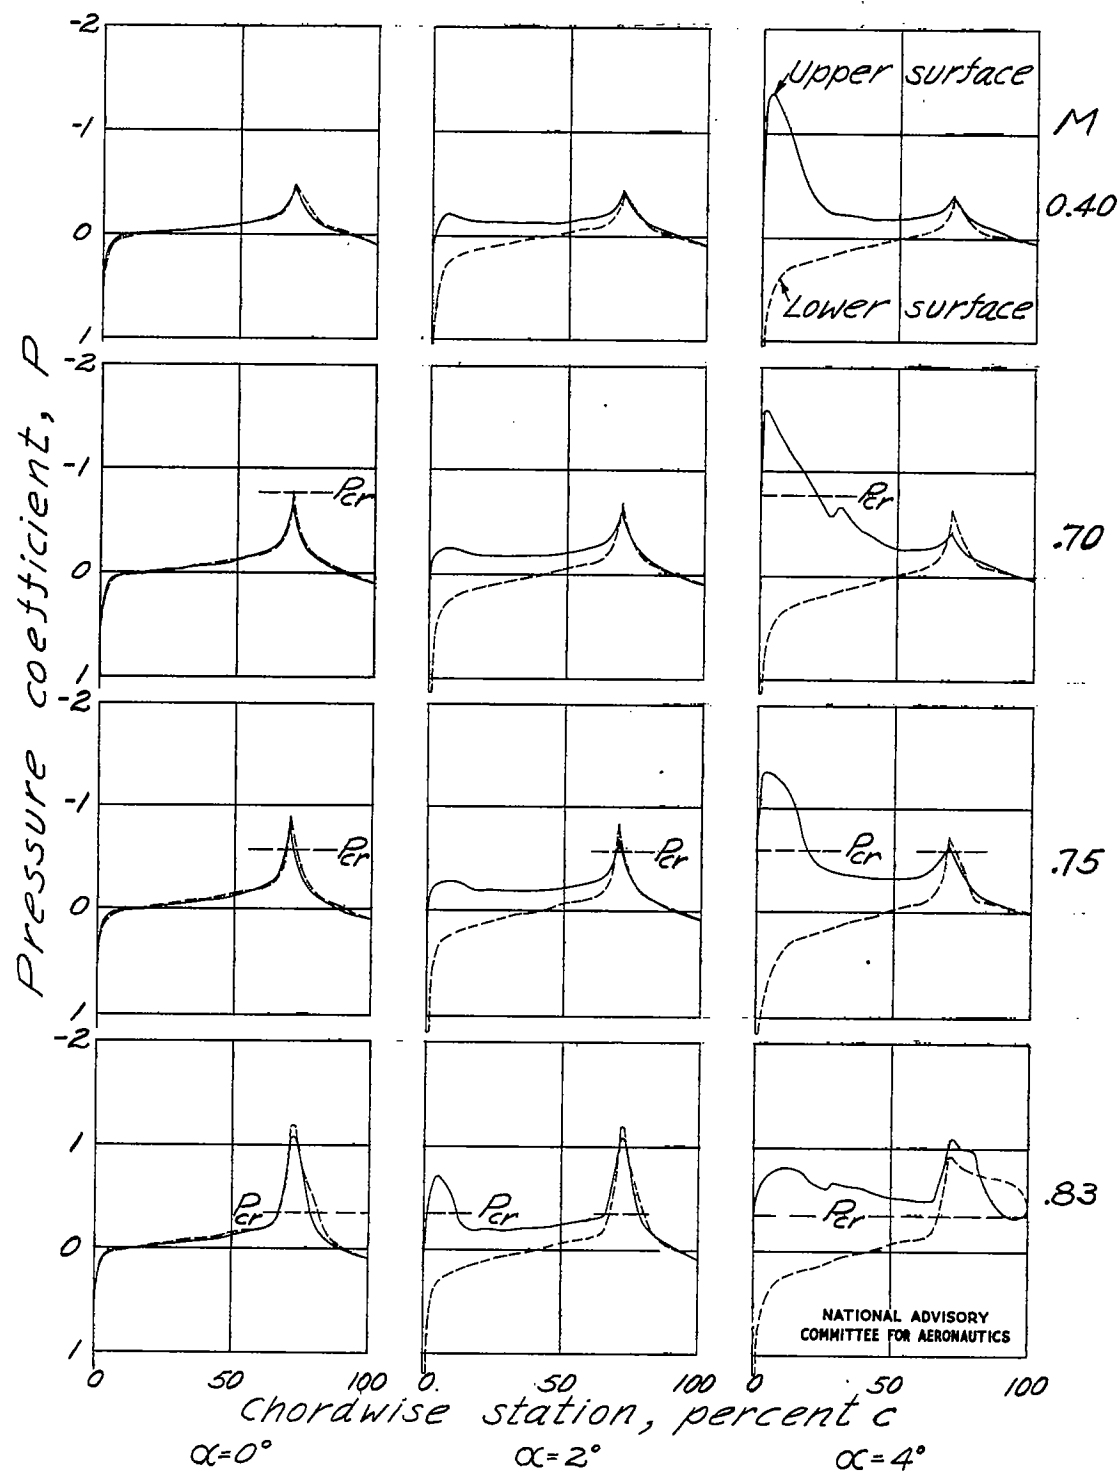 Pressure coefficient, P
-2
-1
0
1
Upper surface
Lower surface
M
0.40
-2
-1
0
1
Pcr
Pcr
.70
-2
-1
0
1
Pcr
Pcr
Pcr
.75
-2
1
0
1
Pcr
Pcr
Pcr
.83
NATIONAL ADVISORY
COMMITTEE FOR AERONAUTICS
0 50 100
0. 50 100
0 50 100
Chordwise station, percent c
α=0°
α=2°
α=4°